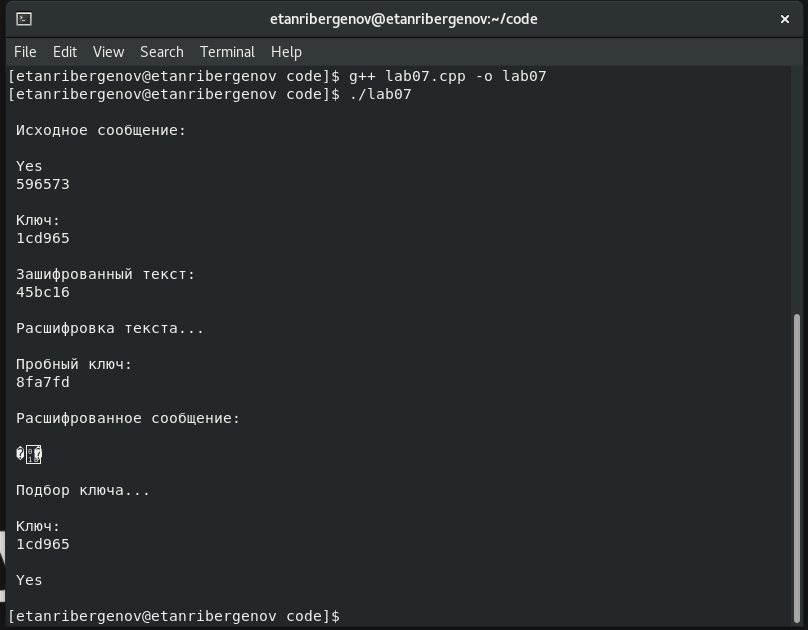 etanribergenov@etanribergenov:~/code
File Edit View Search Terminal Help
[etanribergenov@etanribergenov code]$ g++ lab07.cpp -o lab07
[etanribergenov@etanribergenov code]$ ./lab07
Исходное сообщение:
Yes
596573
Ключ:
1cd965
Зашифрованный текст:
45bc16
Расшифровка текста...
Пробный ключ:
8fa7fd
Расшифрованное сообщение:
Подбор ключа...
Ключ:
1cd965
Yes
[etanribergenov@etanribergenov code]$